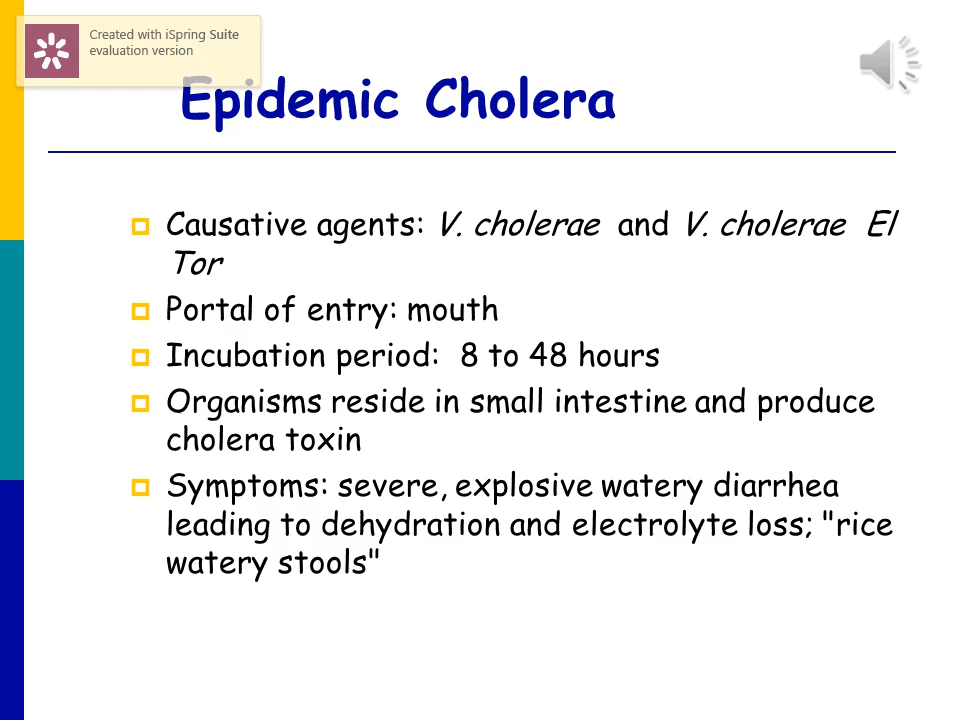 Created with iSpring Suite
evaluation version
Epidemic Cholera
Causative agents: V. cholerae and V. cholerae El
Tor
Portal of entry: mouth
Incubation period: 8 to 48 hours
Organisms reside in small intestine and produce
cholera toxin
Symptoms: severe, explosive watery diarrhea
leading to dehydration and electrolyte loss; "rice
watery stools"